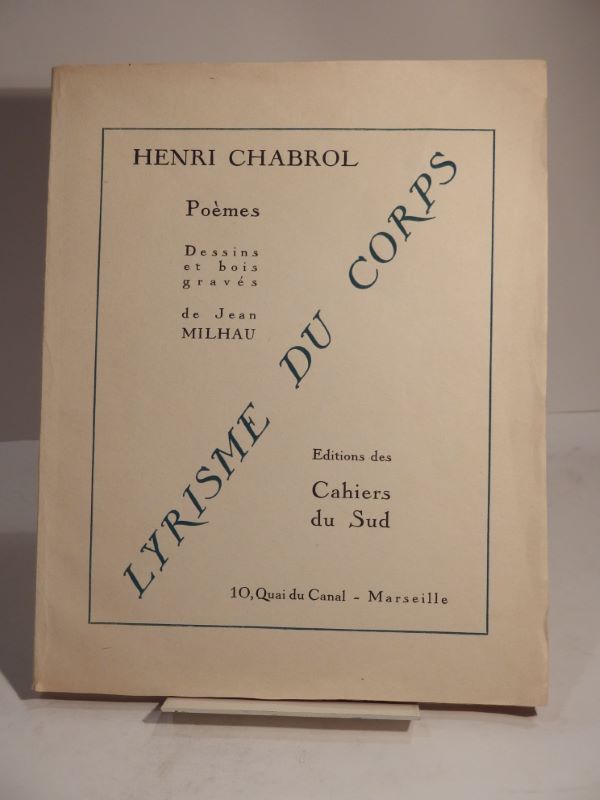 HENRI CHABROL
Poèmes
Dessins
et bois
gravés
de Jean
MILHAU
LYRISME DU CORPS
Editions des
Cahiers
du Sud
10, Quai du Canal - Marseille